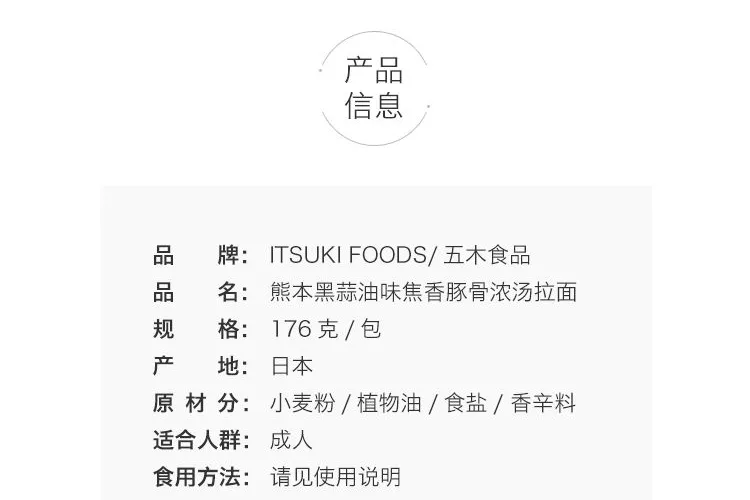 产品
信息
品 牌: ITSUKI FOODS/ 五木食品
品 名: 熊本黑蒜油味焦香豚骨浓汤拉面
规 格: 176 克 / 包
产 地: 日本
原 材 分: 小麦粉 / 植物油 / 食盐 / 香辛料
适合人群: 成人
食用方法: 请见使用说明